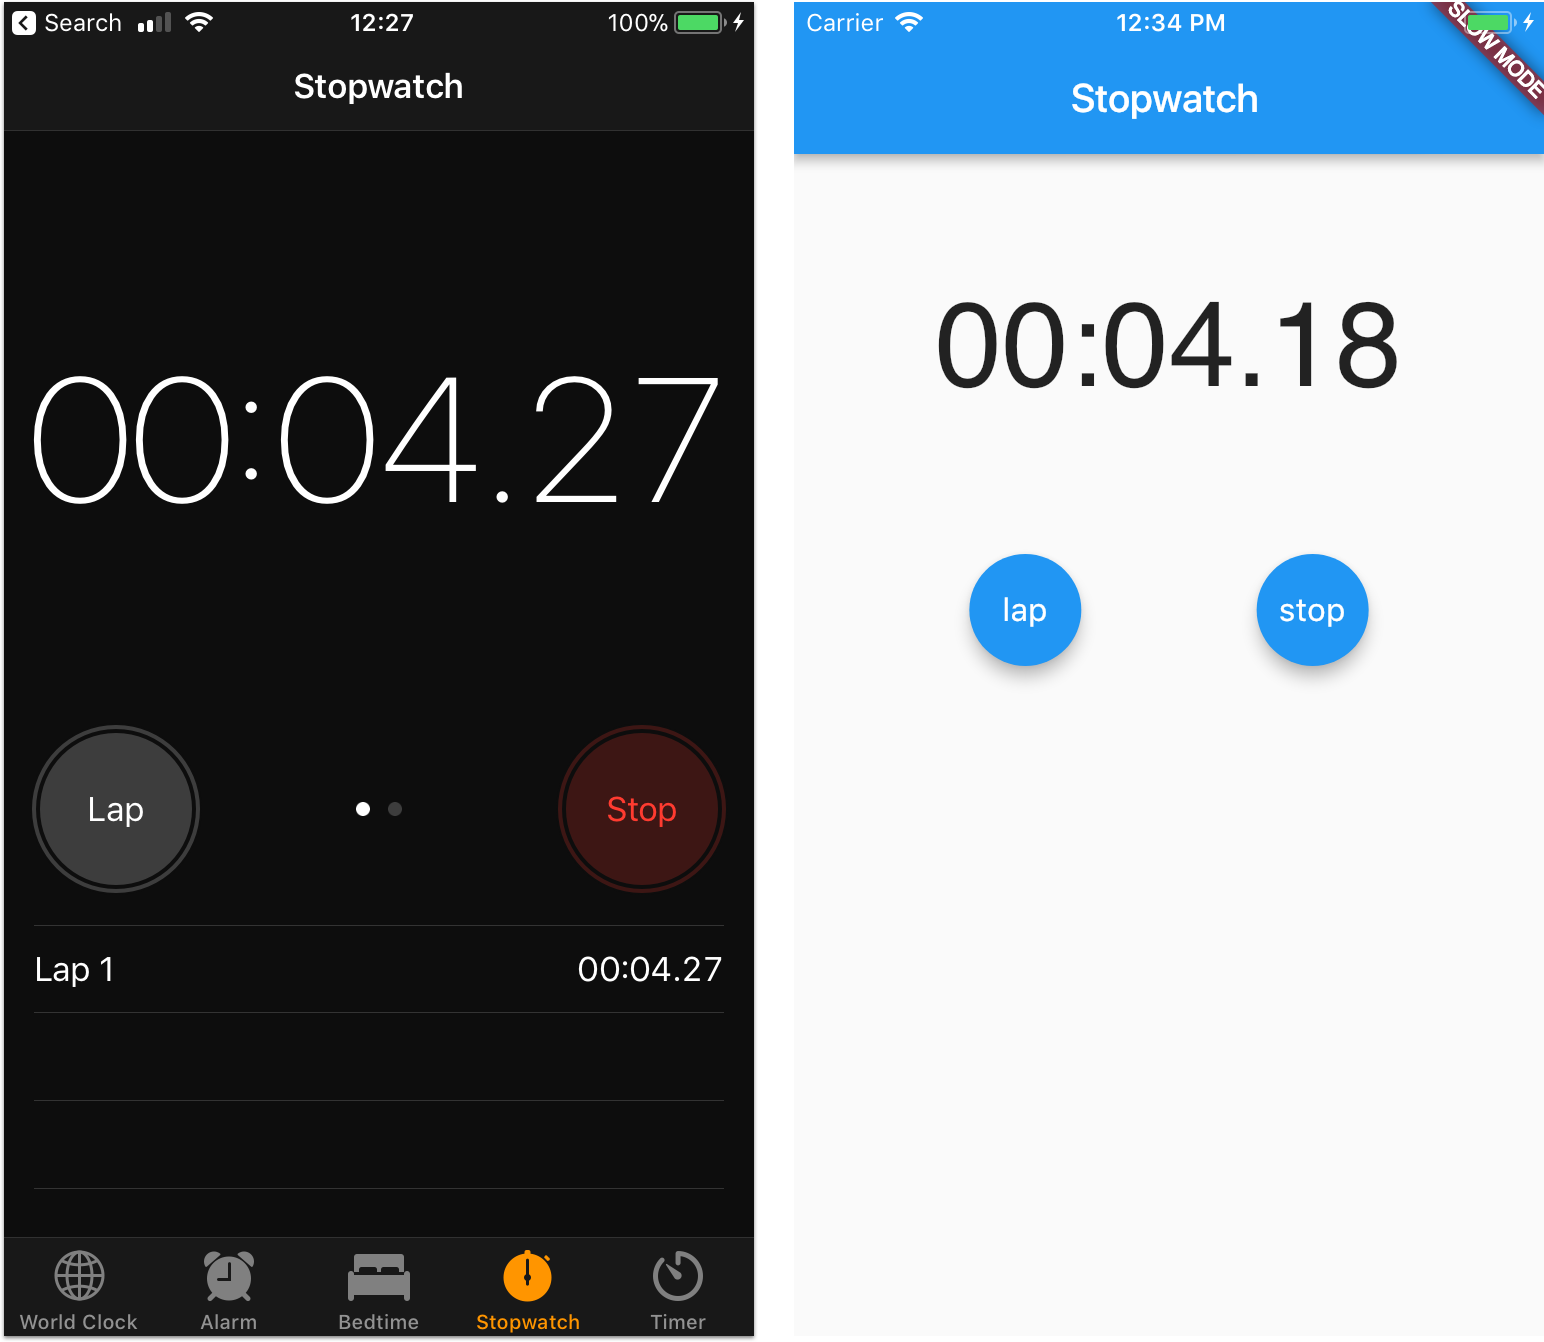 Search 12:27 100%
Stopwatch
00:04.27
Lap Stop
Lap 1 00:04.27
World Clock Alarm Bedtime Stopwatch Timer
Carrier 12:34 PM
SLOW MODE
Stopwatch
00:04.18
lap stop